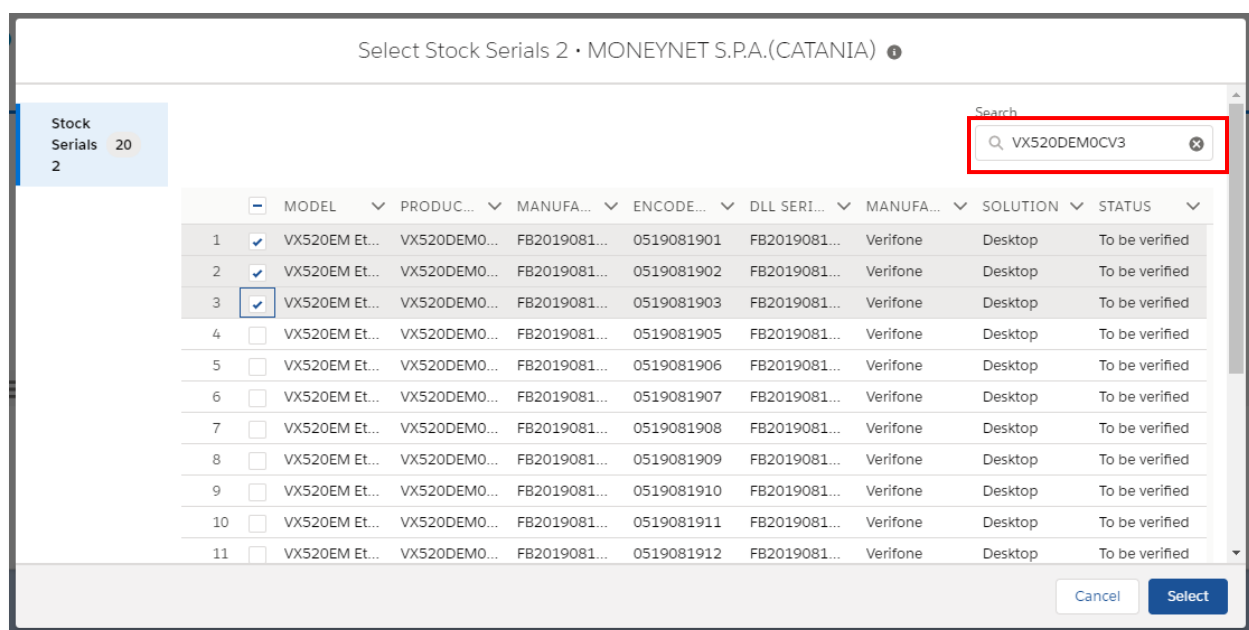 Select Stock Serials 2 • MONEYNET S.P.A.(CATANIA)
Stock
Serials 20
2
Search
VX520DEM0CV3
MODEL PRODUC... MANUFA... ENCODE... DLL SERI... MANUFA... SOLUTION STATUS
1 VX520EM Et... VX520DEM0... FB2019081... 0519081901 FB2019081... Verifone Desktop To be verified
2 VX520EM Et... VX520DEM0... FB2019081... 0519081902 FB2019081... Verifone Desktop To be verified
3 VX520EM Et... VX520DEM0... FB2019081... 0519081903 FB2019081... Verifone Desktop To be verified
4 VX520EM Et... VX520DEM0... FB2019081... 0519081905 FB2019081... Verifone Desktop To be verified
5 VX520EM Et... VX520DEM0... FB2019081... 0519081906 FB2019081... Verifone Desktop To be verified
6 VX520EM Et... VX520DEM0... FB2019081... 0519081907 FB2019081... Verifone Desktop To be verified
7 VX520EM Et... VX520DEM0... FB2019081... 0519081908 FB2019081... Verifone Desktop To be verified
8 VX520EM Et... VX520DEM0... FB2019081... 0519081909 FB2019081... Verifone Desktop To be verified
9 VX520EM Et... VX520DEM0... FB2019081... 0519081910 FB2019081... Verifone Desktop To be verified
10 VX520EM Et... VX520DEM0... FB2019081... 0519081911 FB2019081... Verifone Desktop To be verified
11 VX520EM Et... VX520DEM0... FB2019081... 0519081912 FB2019081... Verifone Desktop To be verified
Cancel Select